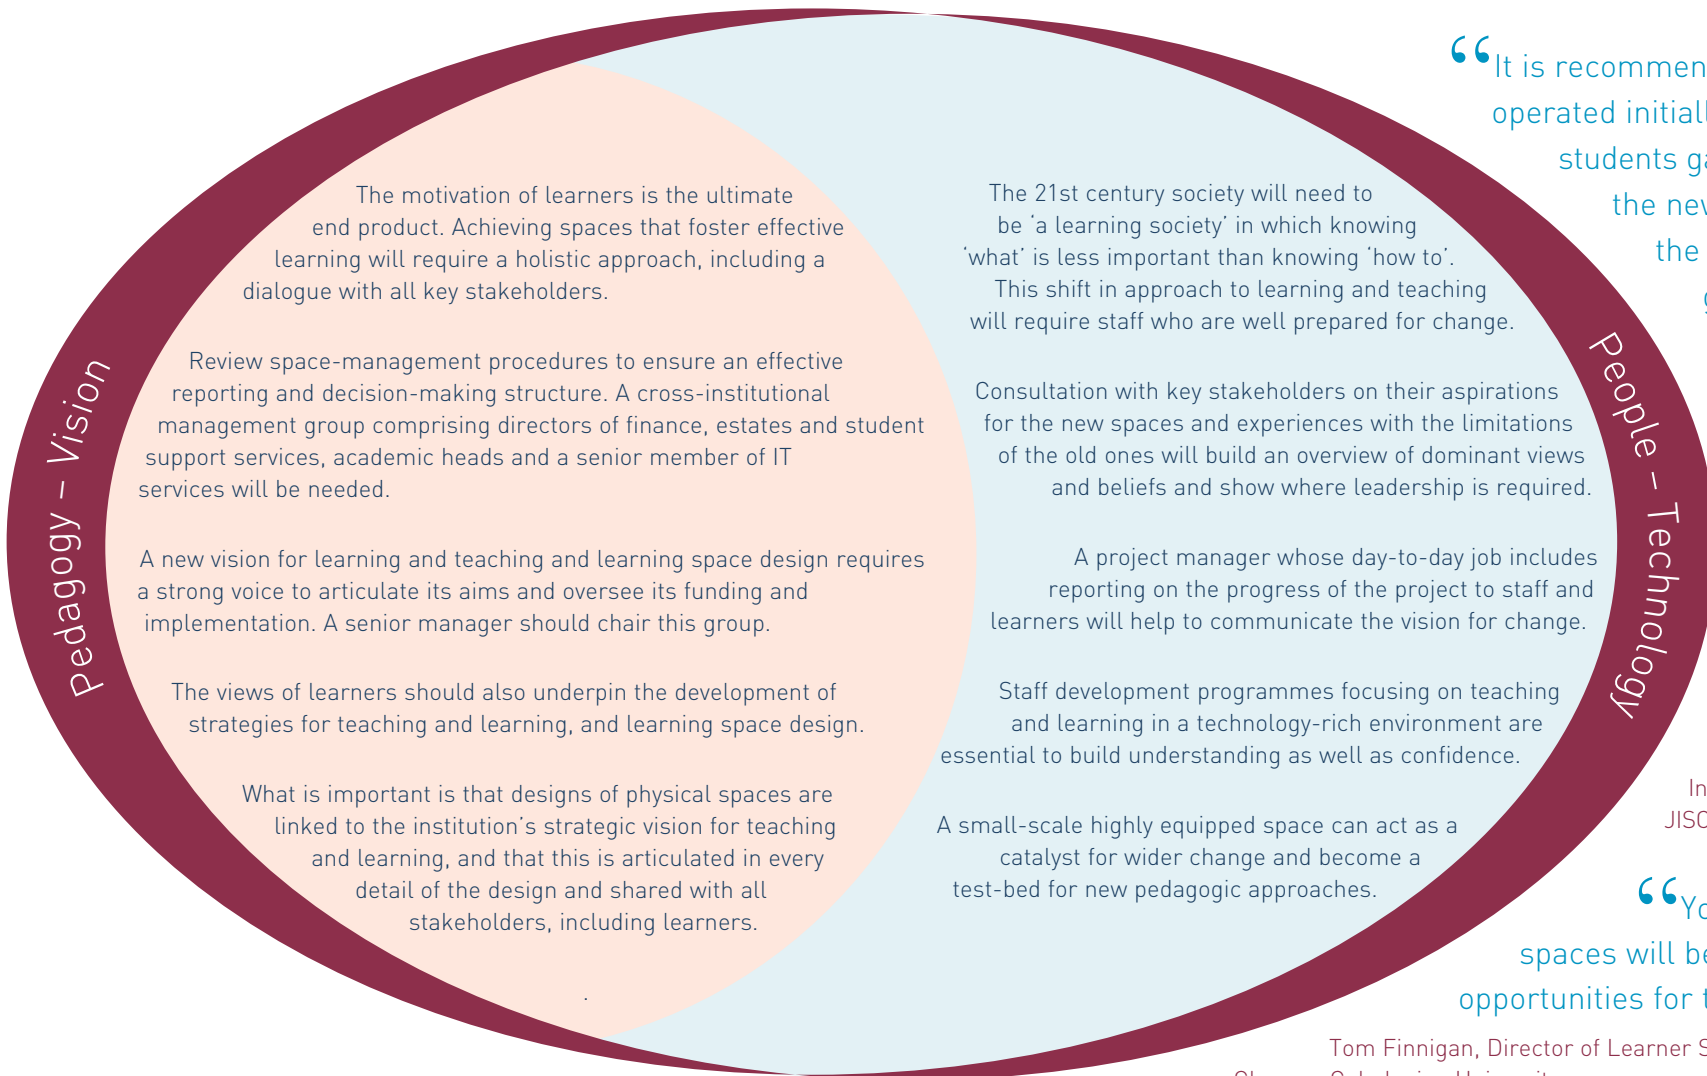 Pedagogy – Vision
The motivation of learners is the ultimate
end product. Achieving spaces that foster effective
learning will require a holistic approach, including a
dialogue with all key stakeholders.
Review space-management procedures to ensure an effective
reporting and decision-making structure. A cross-institutional
management group comprising directors of finance, estates and student
support services, academic heads and a senior member of IT
services will be needed.
A new vision for learning and teaching and learning space design requires
a strong voice to articulate its aims and oversee its funding and
implementation. A senior manager should chair this group.
The views of learners should also underpin the development of
strategies for teaching and learning, and learning space design.
What is important is that designs of physical spaces are
linked to the institution’s strategic vision for teaching
and learning, and that this is articulated in every
detail of the design and shared with all
stakeholders, including learners.
.
The 21st century society will need to
be ‘a learning society’ in which knowing
‘what’ is less important than knowing ‘how to’.
This shift in approach to learning and teaching
will require staff who are well prepared for change.
Consultation with key stakeholders on their aspirations
for the new spaces and experiences with the limitations
of the old ones will build an overview of dominant views
and beliefs and show where leadership is required.
A project manager whose day-to-day job includes
reporting on the progress of the project to staff and
learners will help to communicate the vision for change.
Staff development programmes focusing on teaching
and learning in a technology-rich environment are
essential to build understanding as well as confidence.
A small-scale highly equipped space can act as a
catalyst for wider change and become a
test-bed for new pedagogic approaches.
People – Technology
“It is
operated
students
the
the
JISC
“
spaces will
opportunities for
Tom Finnigan, Director of Learner